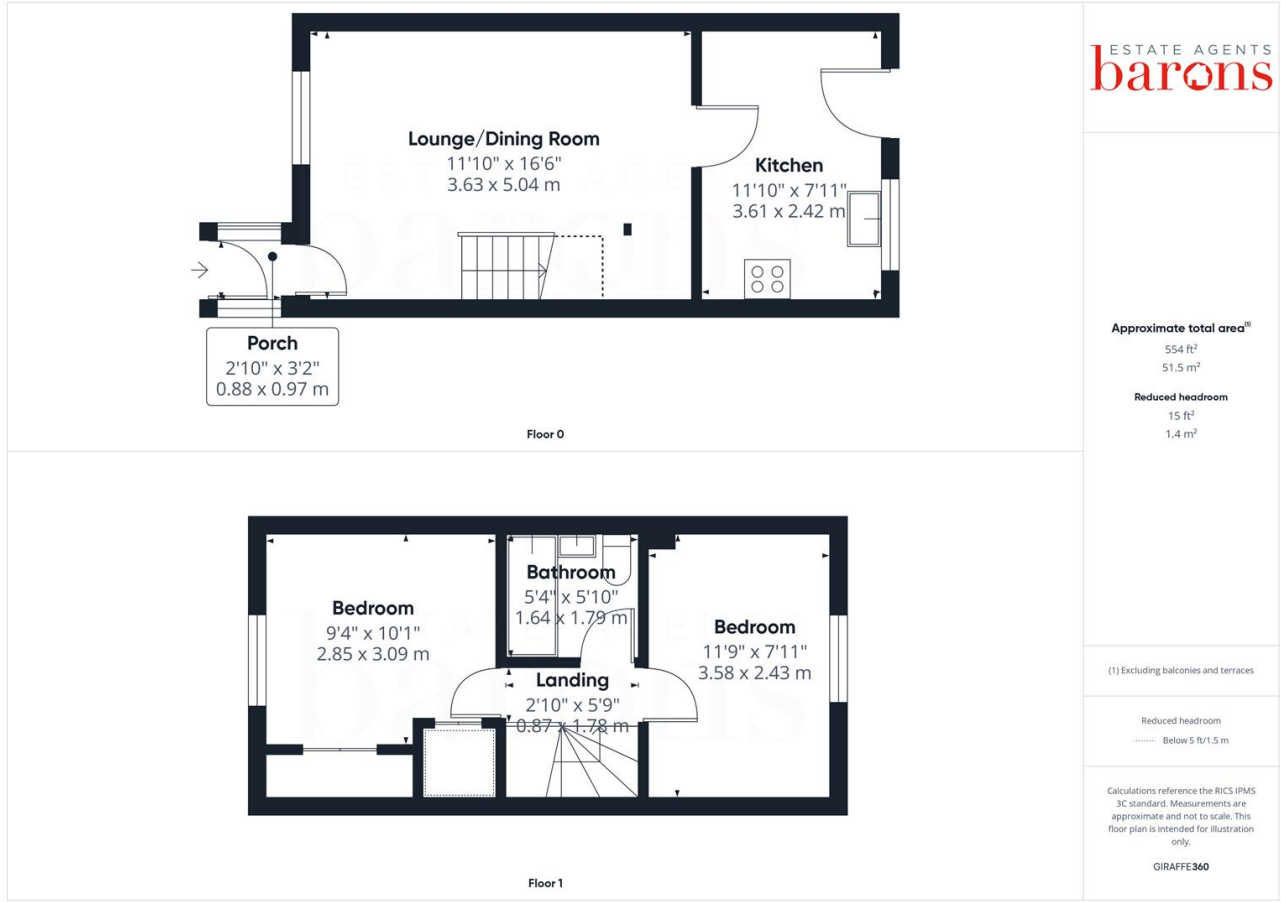 Lounge/Dining Room
11'10" x 16'6"
3.63 x 5.04 m
Kitchen
11'10" x 7'11"
3.61 x 2.42 m
Porch
2'10" x 3'2"
0.88 x 0.97 m
Floor 0
Bathroom
5'4" x 5'10"
1.64 x 1.79 m
Bedroom
9'4" x 10'1"
2.85 x 3.09 m
Bedroom
11'9" x 7'11"
3.58 x 2.43 m
Landing
2'10" x 5'9"
0.87 x 1.78 m
Floor 1
ESTATE AGENTS
barons
Approximate total area(1)
554 ft²
51.5 m²
Reduced headroom
15 ft²
1.4 m²
(1) Excluding balconies and terraces
Reduced headroom
Below 5 ft/1.5 m
Calculations reference the RICS IPMS
3C standard. Measurements are
approximate and not to scale. This
floor plan is intended for illustration
only.
GIRAFFE360
ESTATE AGENTS
barons
ESTATE AGENTS
barons